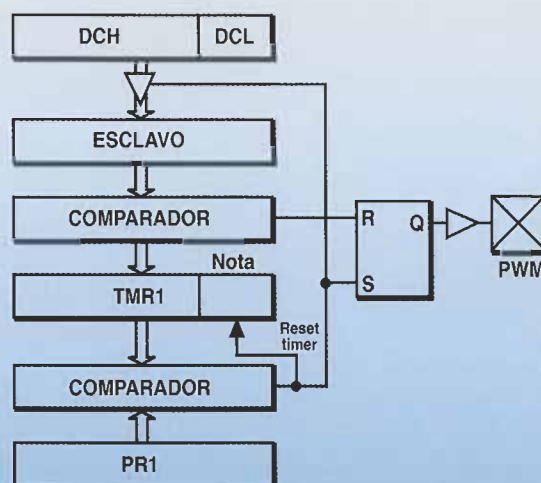 DCH DCL
ESCLAVO
COMPARADOR
R Q
PWM
Nota
TMR1
S
Reset
timer
COMPARADOR
PR1